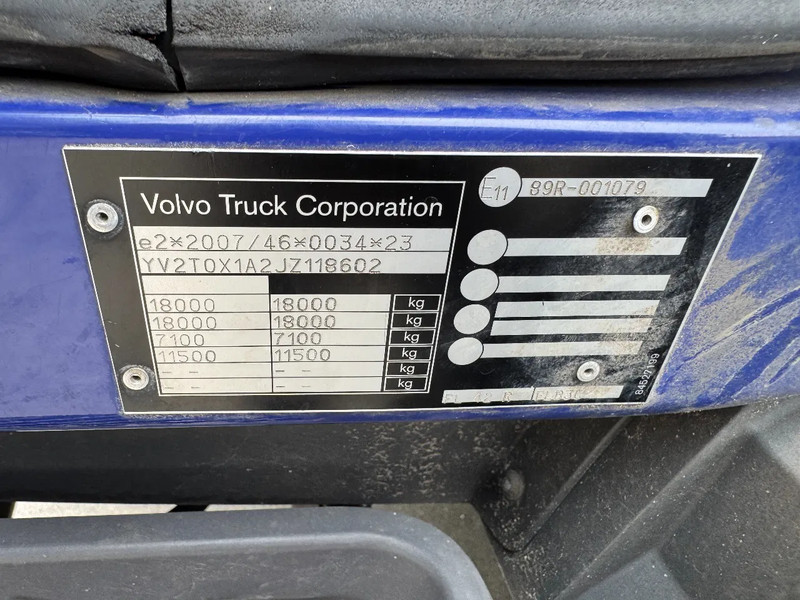 Volvo Truck Corporation
e2*2007/46*0034*23
YV2T0X1A2JZ118602
18000 18000 kg
18000 18000 kg
7100 7100 kg
11500 11500 kg
- - - - kg
- - - - kg
E11 89R-001079
84527199